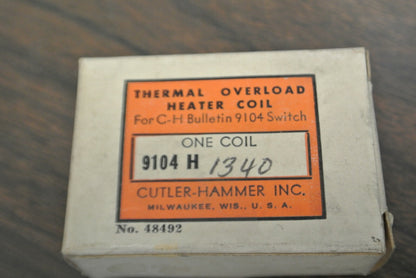 THERMAL OVERLOAD
HEATER COIL
For C-H Bulletin 9104 Switch
ONE COIL
9104 H 1340
CUTLER-HAMMER INC.
MILWAUKEE, WIS., U. S. A.
No. 48492